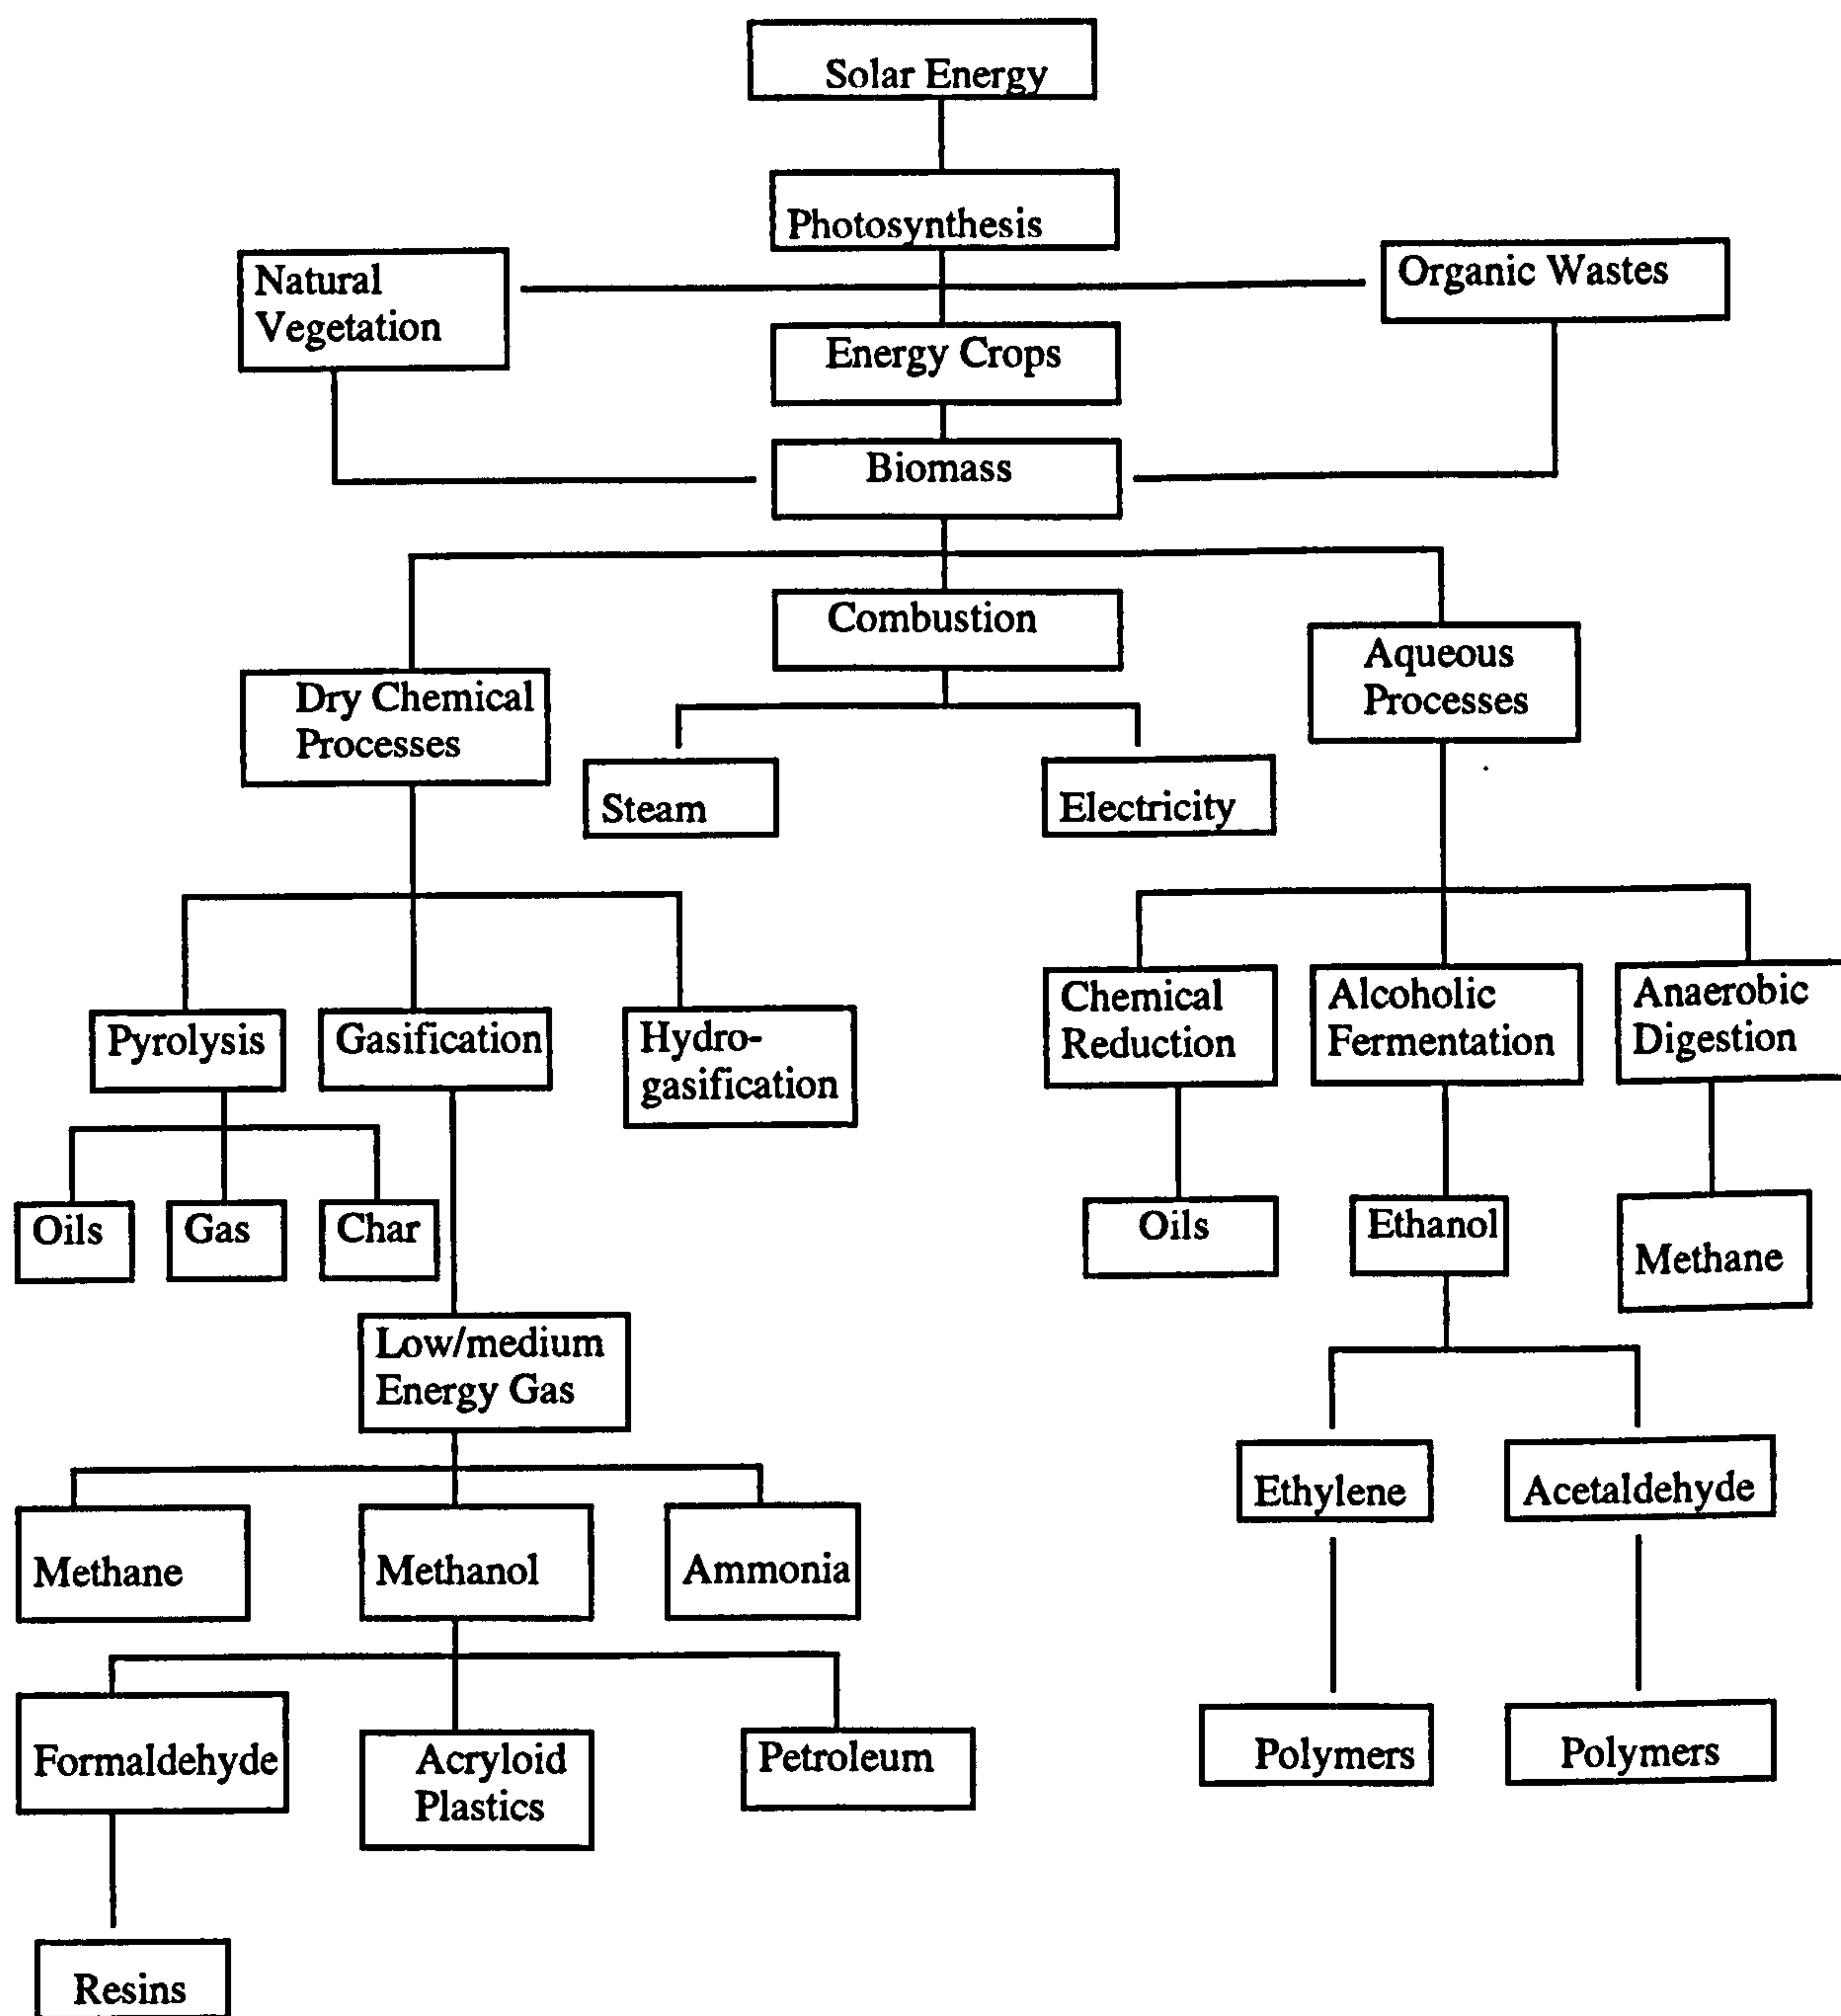 Solar Energy
Photosynthesis
Natural
Vegetation
Organic Wastes
Energy Crops
Biomass
Combustion
Aqueous
Processes
Dry Chemical
Processes
Steam
Electricity
Chemical
Reduction
Alcoholic
Fermentation
Anaerobic
Digestion
Pyrolysis
Gasification
Hydro-
gasification
Oils
Gas
Char
Oils
Ethanol
Methane
Low/medium
Energy Gas
Ethylene
Acetaldehyde
Methane
Methanol
Ammonia
Formaldehyde
Acryloid
Plastics
Petroleum
Polymers
Polymers
Resins